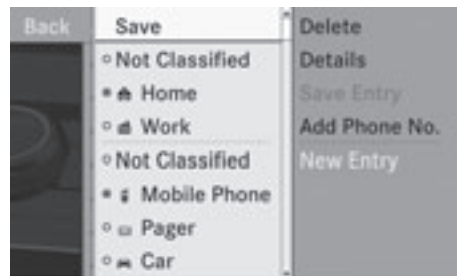 Back
Save
Not Classified
Home
Work
Not Classified
Mobile Phone
Pager
Car
Delete
Details
Save Entry
Add Phone No.
New Entry